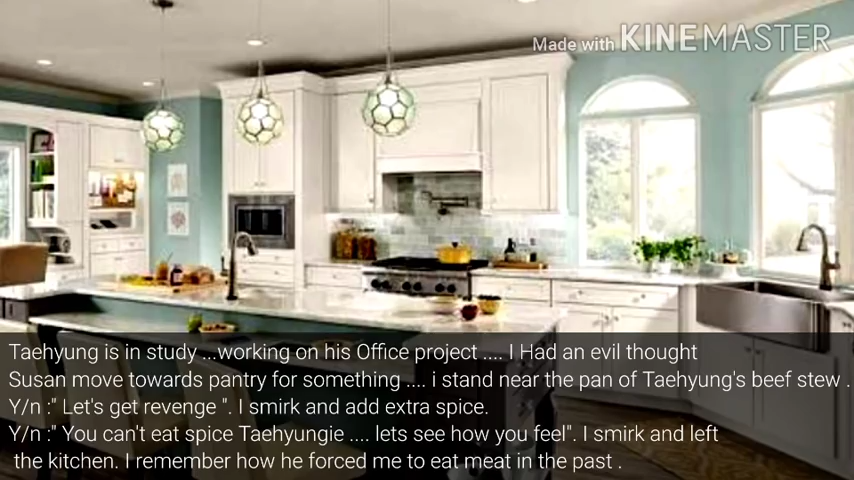 Made with KINEMASTER
Taehyung is in study ...working on his Office project .... I Had an evil thought
Susan move towards pantry for something .... i stand near the pan of Taehyung's beef stew .
Y/n :" Let's get revenge ". I smirk and add extra spice.
Y/n :" You can't eat spice Taehyungie .... lets see how you feel". I smirk and left
the kitchen. I remember how he forced me to eat meat in the past .